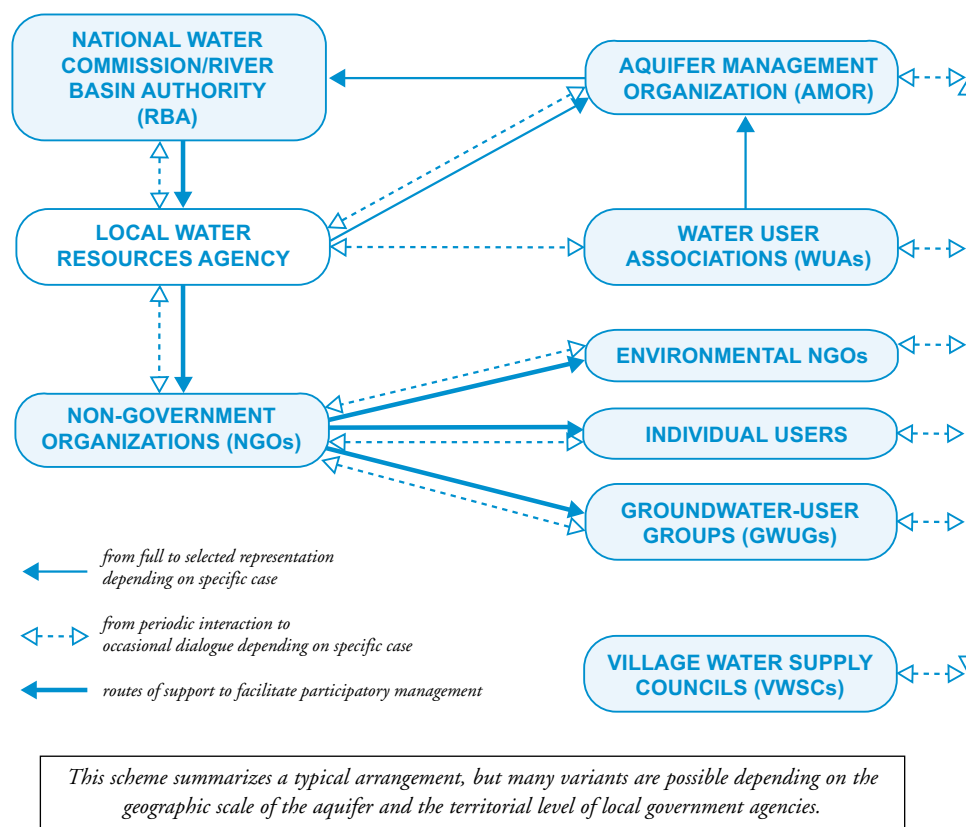 NATIONAL WATER
COMMISSION/RIVER
BASIN AUTHORITY
(RBA)
AQUIFER MANAGEMENT
ORGANIZATION (AMOR)
LOCAL WATER
RESOURCES AGENCY
WATER USER
ASSOCIATIONS (WUAs)
ENVIRONMENTAL NGOs
NON-GOVERNMENT
ORGANIZATIONS (NGOs)
INDIVIDUAL USERS
GROUNDWATER-USER
GROUPS (GWUGs)
from full to selected representation
depending on specific case
from periodic interaction to
occasional dialogue depending on specific case
routes of support to facilitate participatory management
VILLAGE WATER SUPPLY
COUNCILS (VWSCs)
This scheme summarizes a typical arrangement, but many variants are possible depending on the
geographic scale of the aquifer and the territorial level of local government agencies.